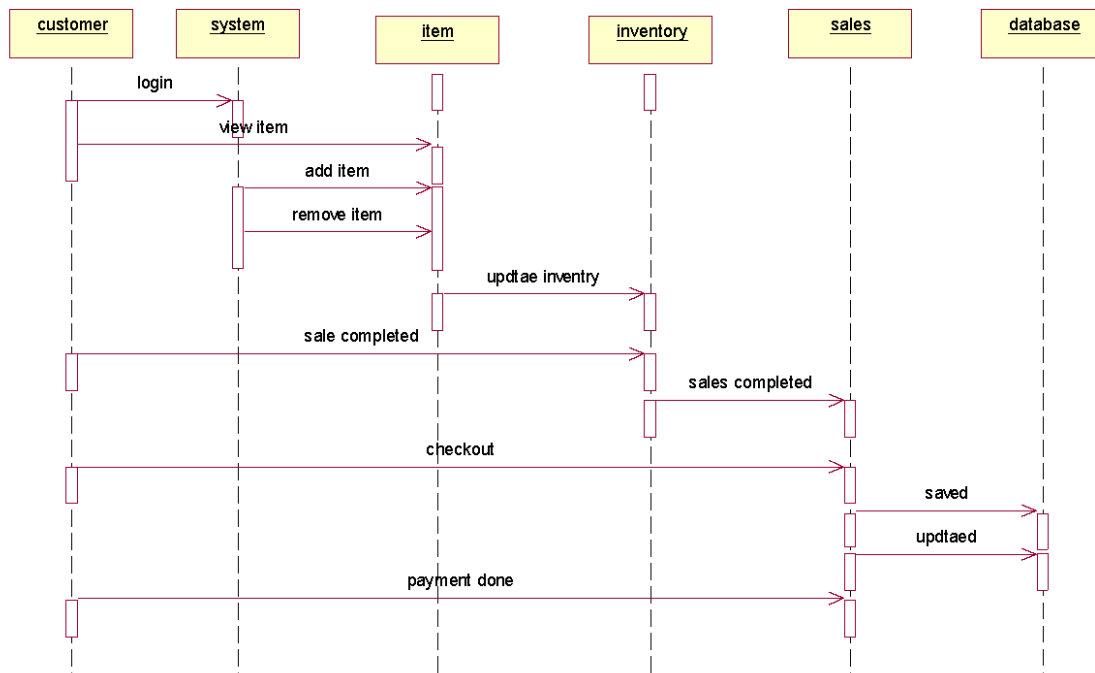 customer
system
item
inventory
sales
database
login
view item
add item
remove item
updtae inventry
sale completed
sales completed
checkout
saved
updtaed
payment done